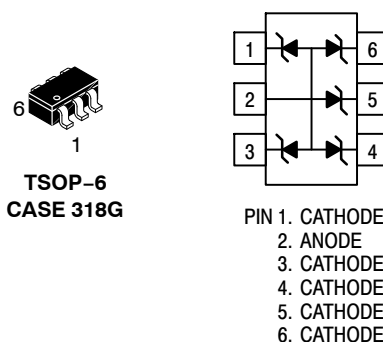 6
1
TSOP−6
CASE 318G
1
6
2
5
3
4
PIN 1. CATHODE
2. ANODE
3. CATHODE
4. CATHODE
5. CATHODE
6. CATHODE